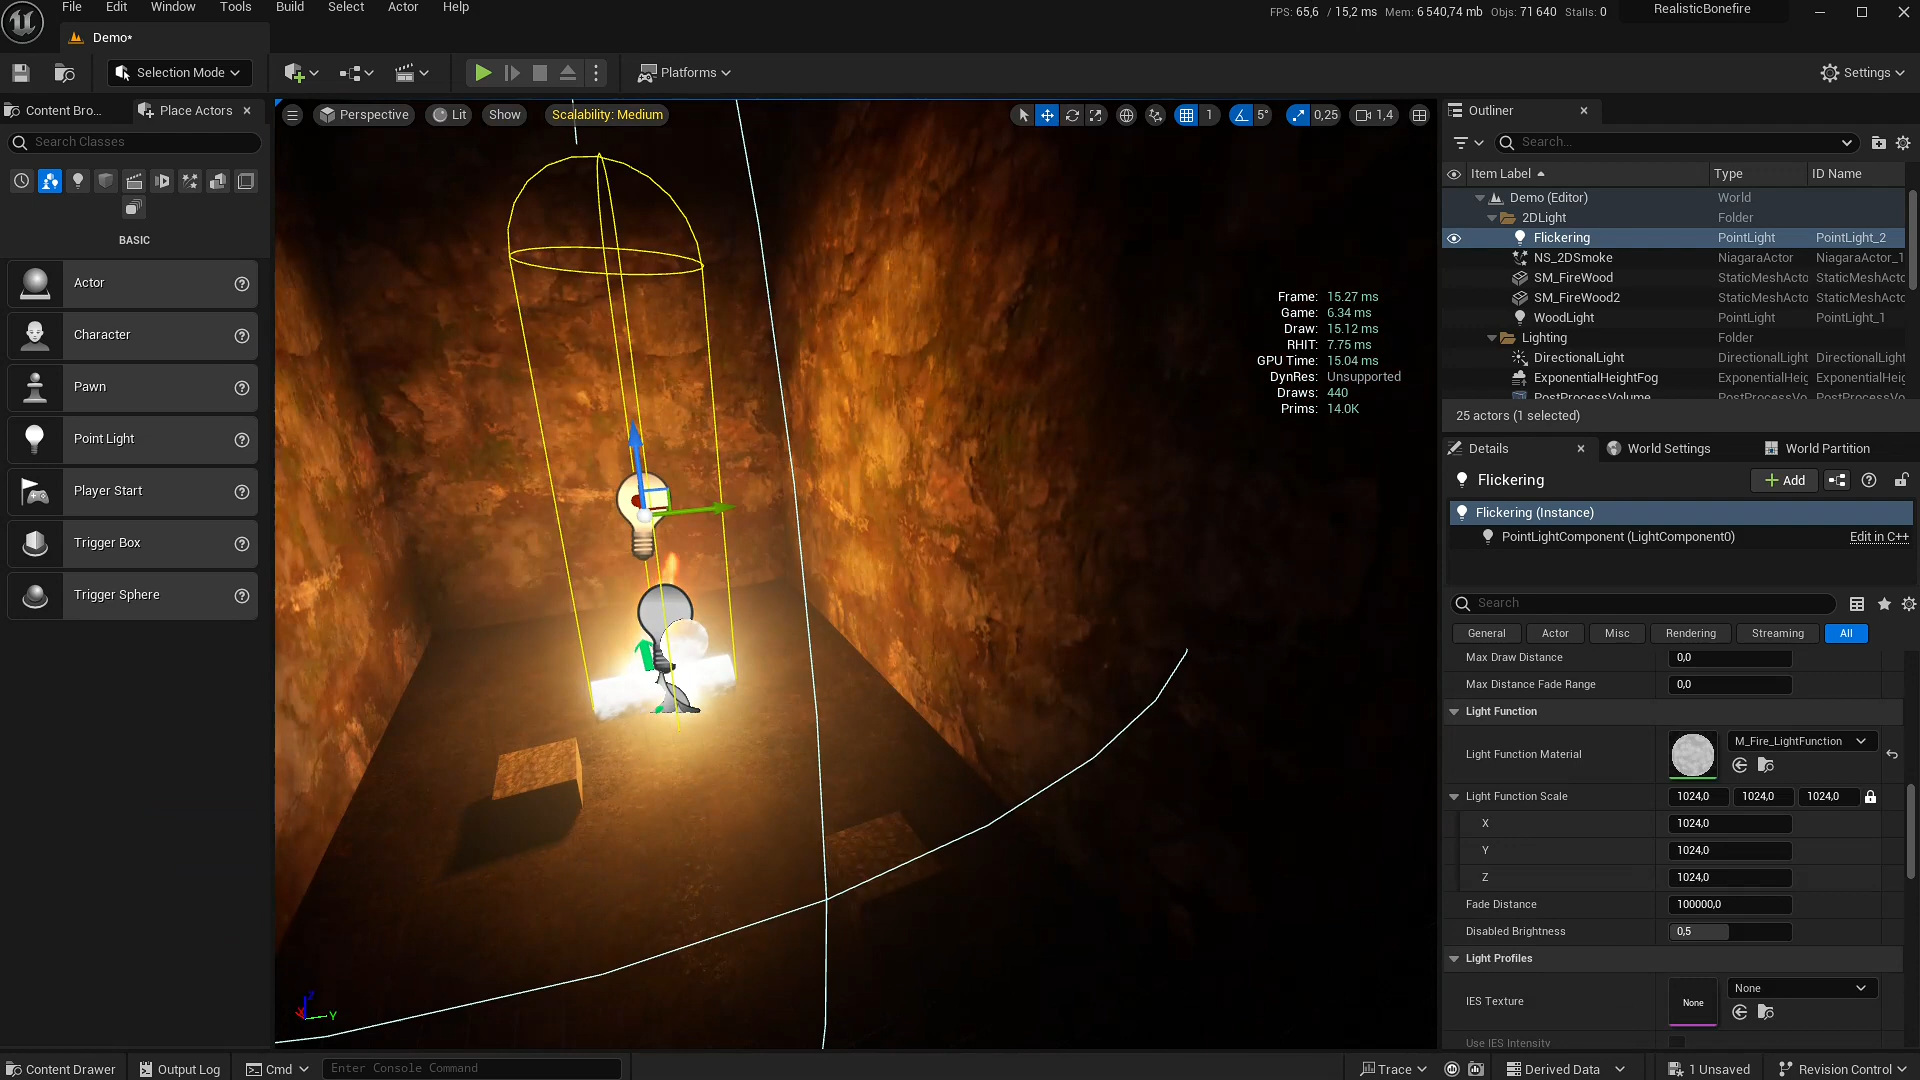 File Edit Window Tools Build Select Actor Help
FPS: 65,6 / 15,2 ms Mem: 6 540,74 mb Objs: 71 640 Stalls: 0
RealisticBonefire
Demo*
Selection Mode
Platforms
Settings
Content Bro...
Place Actors
Search Classes
BASIC
Actor
Character
Pawn
Point Light
Player Start
Trigger Box
Trigger Sphere
Perspective
Lit
Show
Scalability: Medium
1
5°
0,25
1,4
Frame: 15.27 ms
Game: 6.34 ms
Draw: 15.12 ms
RHIT: 7.75 ms
GPU Time: 15.04 ms
DynRes: Unsupported
Draws: 440
Prims: 14.0K
Z
Y
Outliner
Search...
Item Label Type ID Name
Demo (Editor) World
2DLight Folder
Flickering PointLight PointLight_2
NS_2DSmoke NiagaraActor NiagaraActor_1
SM_FireWood StaticMeshActo StaticMeshActo
SM_FireWood2 StaticMeshActo StaticMeshActo
WoodLight PointLight PointLight_1
Lighting Folder
DirectionalLight DirectionalLight DirectionalLight
ExponentialHeightFog ExponentialHeig ExponentialHeig
PostProcessVolume PostProcessVo PostProcessVo
25 actors (1 selected)
Details
World Settings
World Partition
Flickering
Add
Flickering (Instance)
PointLightComponent (LightComponent0) Edit in C++
Search
General Actor Misc Rendering Streaming All
Max Draw Distance 0,0
Max Distance Fade Range 0,0
Light Function
Light Function Material M_Fire_LightFunction
Light Function Scale 1024,0 1024,0 1024,0
X 1024,0
Y 1024,0
Z 1024,0
Fade Distance 100000,0
Disabled Brightness 0,5
Light Profiles
IES Texture None None
Use IES Intensity
Content Drawer
Output Log
Cmd
Enter Console Command
Trace
Derived Data
1 Unsaved
Revision Control